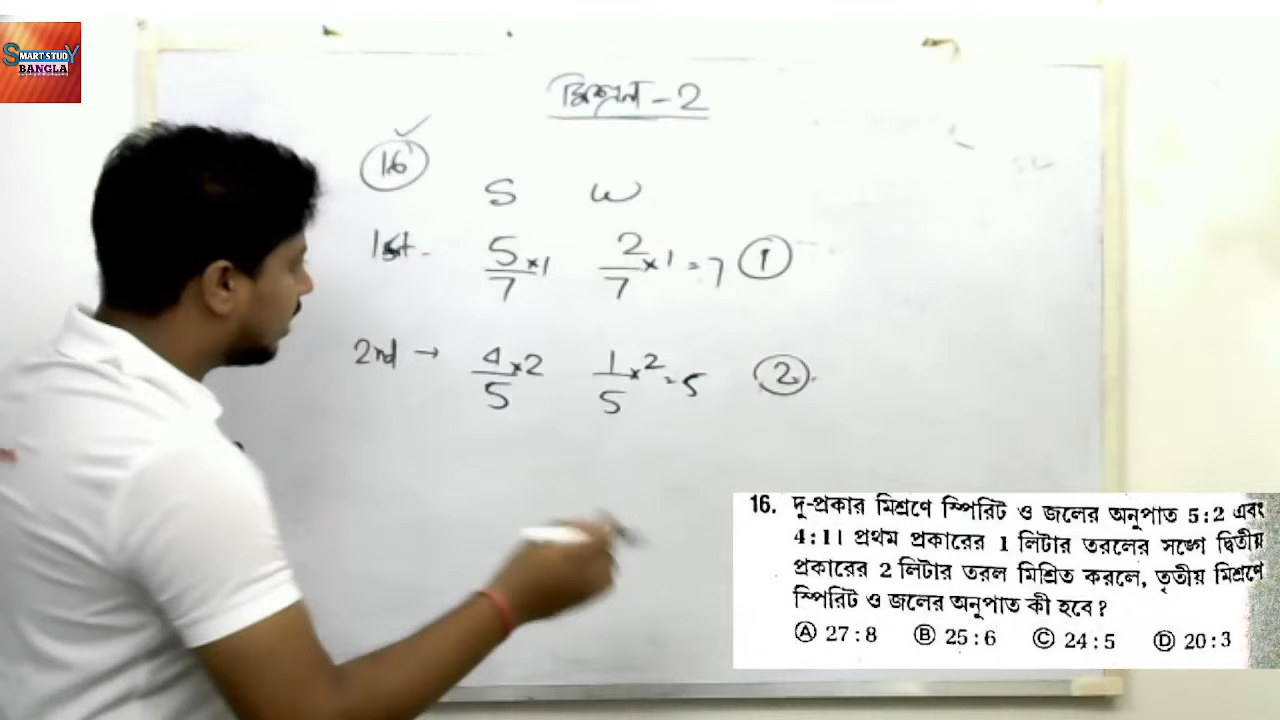 SMART STUDY
BANGLA
মিশ্রণ - 2
16
S W
1st. 5/7 × 1 2/7 × 1 = 7 1
2nd → 4/5 × 2 1/5 × 2 = 5 2
16. দু-প্রকার মিশ্রণে স্পিরিট ও জলের অনুপাত 5 : 2 এবং
4 : 1। প্রথম প্রকারের 1 লিটার তরলের সঙ্গে দ্বিতীয়
প্রকারের 2 লিটার তরল মিশ্রিত করলে, তৃতীয় মিশ্রণে
স্পিরিট ও জলের অনুপাত কী হবে?
Ⓐ 27 : 8 Ⓑ 25 : 6 Ⓒ 24 : 5 Ⓓ 20 : 3